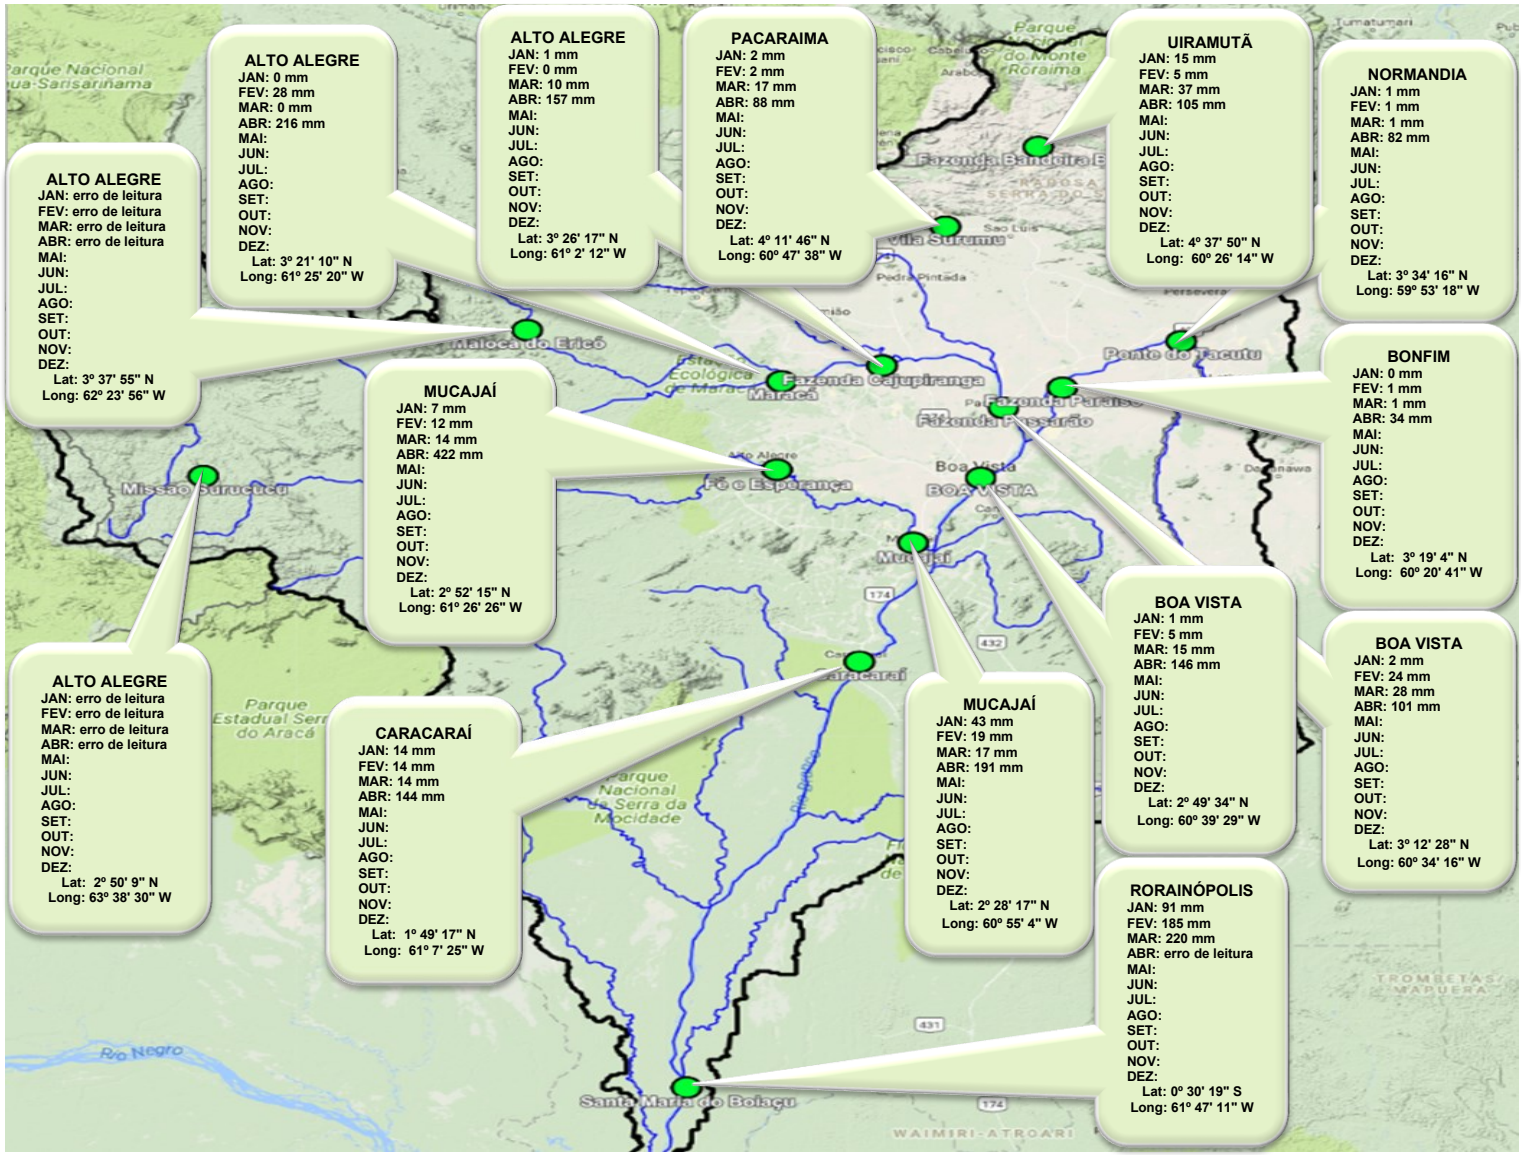 ALTO ALEGRE
JAN: erro de leitura
FEV: erro de leitura
MAR: erro de leitura
ABR: erro de leitura
MAI:
JUN:
JUL:
AGO:
SET:
OUT:
NOV:
DEZ:
Lat: 3º 37' 55" N
Long: 62º 23' 56" W
ALTO ALEGRE
JAN: 0 mm
FEV: 28 mm
MAR: 0 mm
ABR: 216 mm
MAI:
JUN:
JUL:
AGO:
SET:
OUT:
NOV:
DEZ:
Lat: 3º 21' 10" N
Long: 61º 25' 20" W
ALTO ALEGRE
JAN: 1 mm
FEV: 0 mm
MAR: 10 mm
ABR: 157 mm
MAI:
JUN:
JUL:
AGO:
SET:
OUT:
NOV:
DEZ:
Lat: 3º 26' 17" N
Long: 61º 2' 12" W
PACARAIMA
JAN: 2 mm
FEV: 2 mm
MAR: 17 mm
ABR: 88 mm
MAI:
JUN:
JUL:
AGO:
SET:
OUT:
NOV:
DEZ:
Lat: 4º 11' 46" N
Long: 60º 47' 38" W
UIRAMUTÃ
JAN: 15 mm
FEV: 5 mm
MAR: 37 mm
ABR: 105 mm
MAI:
JUN:
JUL:
AGO:
SET:
OUT:
NOV:
DEZ:
Lat: 4º 37' 50" N
Long: 60º 26' 14" W
NORMANDIA
JAN: 1 mm
FEV: 1 mm
MAR: 1 mm
ABR: 82 mm
MAI:
JUN:
JUL:
AGO:
SET:
OUT:
NOV:
DEZ:
Lat: 3º 34' 16" N
Long: 59º 53' 18" W
MUCAJAÍ
JAN: 7 mm
FEV: 12 mm
MAR: 14 mm
ABR: 422 mm
MAI:
JUN:
JUL:
AGO:
SET:
OUT:
NOV:
DEZ:
Lat: 2º 52' 15" N
Long: 61º 26' 26" W
BONFIM
JAN: 0 mm
FEV: 1 mm
MAR: 1 mm
ABR: 34 mm
MAI:
JUN:
JUL:
AGO:
SET:
OUT:
NOV:
DEZ:
Lat: 3º 19' 4" N
Long: 60º 20' 41" W
ALTO ALEGRE
JAN: erro de leitura
FEV: erro de leitura
MAR: erro de leitura
ABR: erro de leitura
MAI:
JUN:
JUL:
AGO:
SET:
OUT:
NOV:
DEZ:
Lat: 2º 50' 9" N
Long: 63º 38' 30" W
CARACARAÍ
JAN: 14 mm
FEV: 14 mm
MAR: 14 mm
ABR: 144 mm
MAI:
JUN:
JUL:
AGO:
SET:
OUT:
NOV:
DEZ:
Lat: 1º 49' 17" N
Long: 61º 7' 25" W
MUCAJAÍ
JAN: 43 mm
FEV: 19 mm
MAR: 17 mm
ABR: 191 mm
MAI:
JUN:
JUL:
AGO:
SET:
OUT:
NOV:
DEZ:
Lat: 2º 28' 17" N
Long: 60º 55' 4" W
BOA VISTA
JAN: 1 mm
FEV: 5 mm
MAR: 15 mm
ABR: 146 mm
MAI:
JUN:
JUL:
AGO:
SET:
OUT:
NOV:
DEZ:
Lat: 2º 49' 34" N
Long: 60º 39' 29" W
BOA VISTA
JAN: 2 mm
FEV: 24 mm
MAR: 28 mm
ABR: 101 mm
MAI:
JUN:
JUL:
AGO:
SET:
OUT:
NOV:
DEZ:
Lat: 3º 12' 28" N
Long: 60º 34' 16" W
RORAINÓPOLIS
JAN: 91 mm
FEV: 185 mm
MAR: 220 mm
ABR: erro de leitura
MAI:
JUN:
JUL:
AGO:
SET:
OUT:
NOV:
DEZ:
Lat: 0º 30' 19" S
Long: 61º 47' 11" W
Parque Nacional
Parque
do Monte
Roraima
Tumatumari
Fazenda Bandeira B
Vila Surumu
Sao Luis
Pedra Pintada
Maloca do Ericó
Maracá
Fazenda Cajupiranga
Ponte do Tacutu
Fazenda Paraíso
Fazenda Passarão
Alto Alegre
Fé e Esperança
Boa Vista
BOA VISTA
Missão Surucucu
Mucajaí
174
432
Caracaraí
Parque
Estadual Serra
do Aracá
Parque
Nacional
da Serra da
Mocidade
Rio Branco
Rio Negro
431
174
Santa Maria do Boiaçu
TROMBETAS/
MAPUERA
WAIMIRI-ATROARI